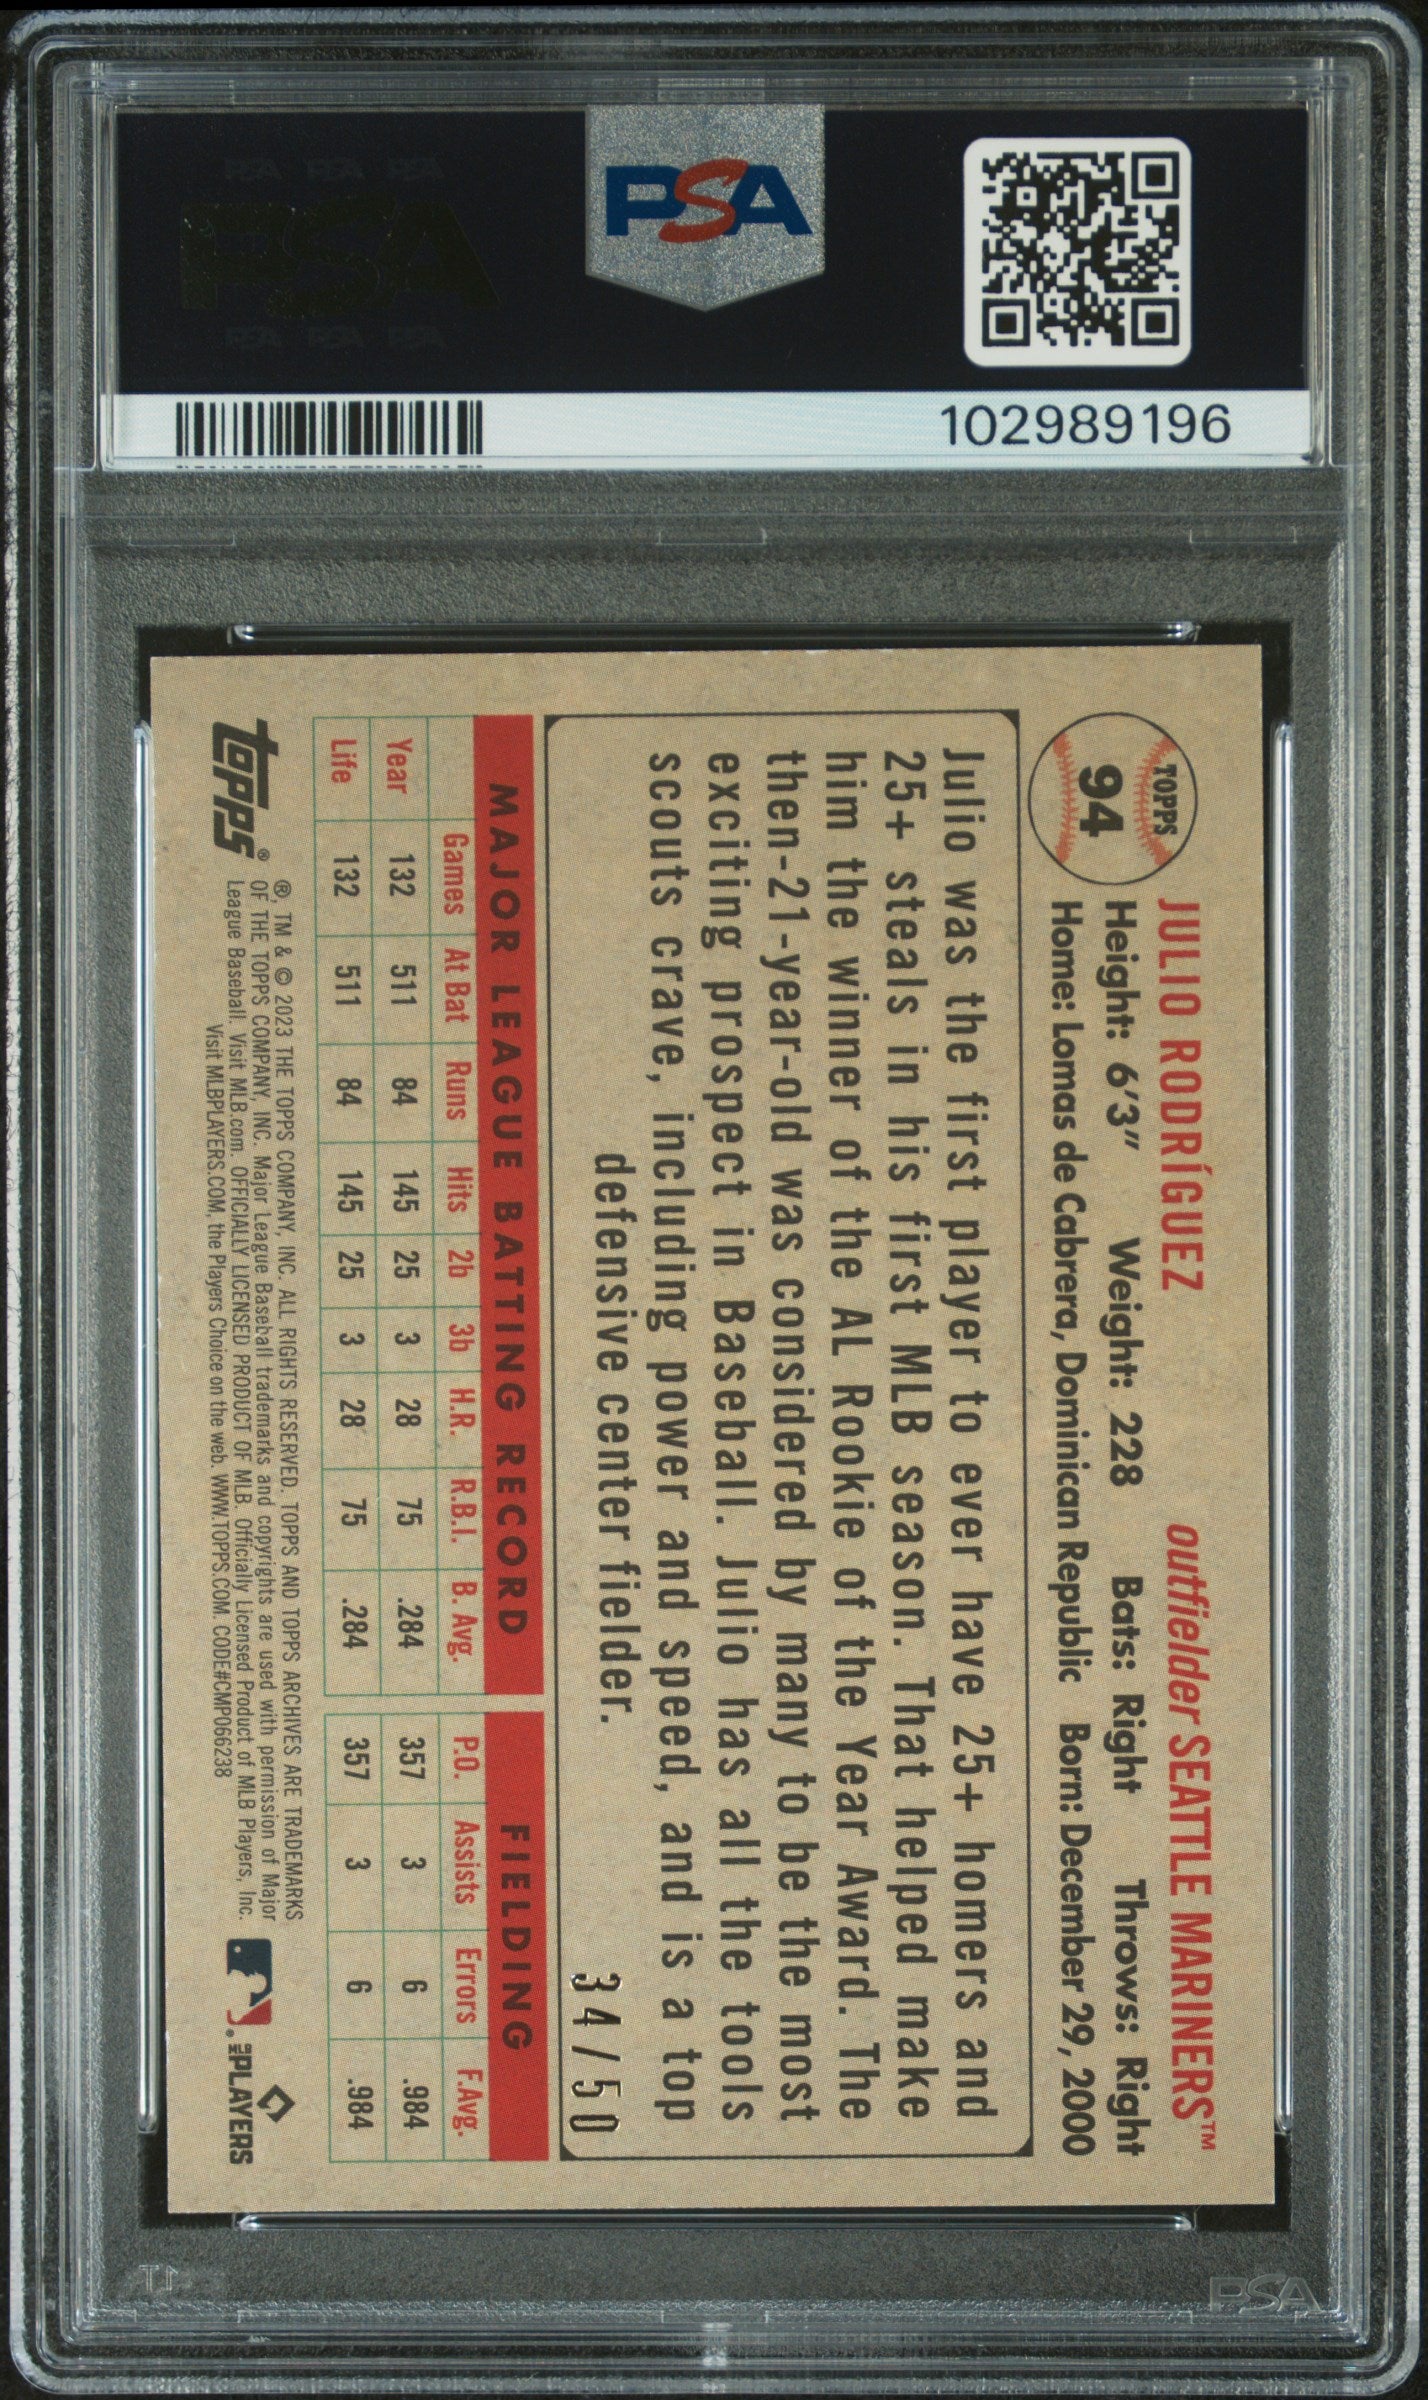 PSA PSA PSA
PSA
PSA PSA PSA
PSA
102989196
TOPPS
94
JULIO RODRÍGUEZ outfielder SEATTLE MARINERS™
Height: 6'3" Weight: 228 Bats: Right Throws: Right
Home: Lomas de Cabrera, Dominican Republic Born: December 29, 2000
Julio was the first player to ever have 25+ homers and
25+ steals in his first MLB season. That helped make
him the winner of the AL Rookie of the Year Award. The
then-21-year-old was considered by many to be the most
exciting prospect in Baseball. Julio has all the tools
scouts crave, including power and speed, and is a top
defensive center fielder.
34/50
MAJOR LEAGUE BATTING RECORD FIELDING
Games At Bat Runs Hits 2b 3b H.R. R.B.I. B. Avg. P.O. Assists Errors F.Avg.
Year 132 511 84 145 25 3 28 75 .284 357 3 6 .984
Life 132 511 84 145 25 3 28 75 .284 357 3 6 .984
topps®
®, TM & © 2023 THE TOPPS COMPANY, INC. ALL RIGHTS RESERVED. TOPPS AND TOPPS ARCHIVES ARE TRADEMARKS
OF THE TOPPS COMPANY, INC. Major League Baseball trademarks and copyrights are used with permission of Major
League Baseball. Visit MLB.com. OFFICIALLY LICENSED PRODUCT OF MLB. Officially Licensed Product of MLB Players, Inc.
Visit MLBPLAYERS.COM, the Players Choice on the web. WWW.TOPPS.COM. CODE#CMP066238
MLB PLAYERS
PSA